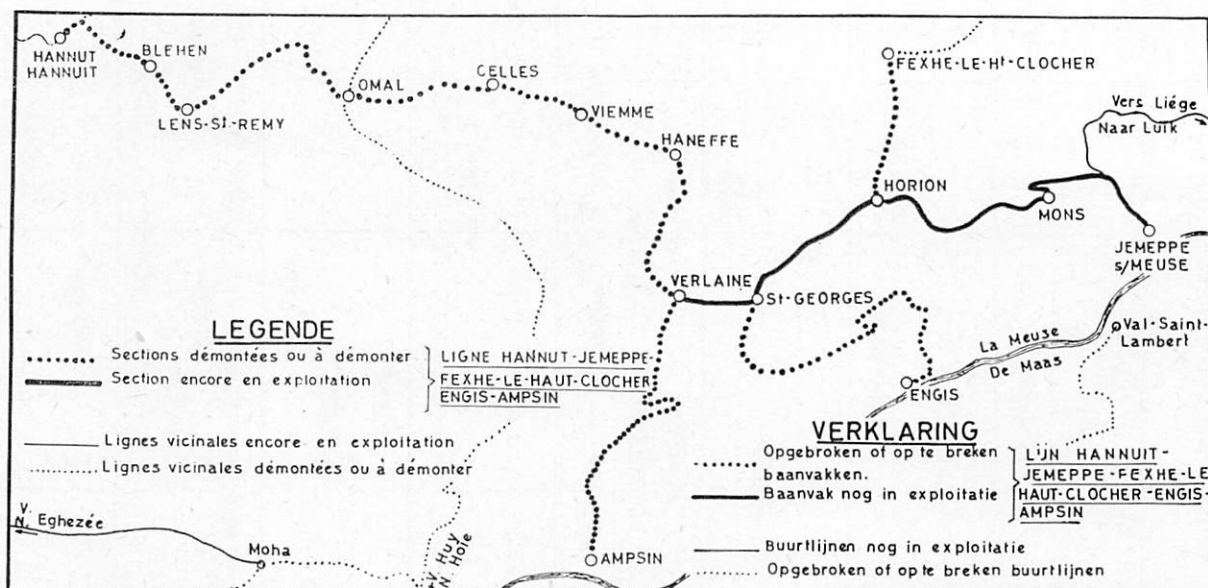 HANNUT
HANNUIT
BLEHEN
LENS-St-REMY
OMAL
CELLES
VIEMME
HANEFFE
FEXHE-LE-Ht-CLOCHER
Vers Liége
Naar Luik
HORION
MONS
JEMEPPE
s/MEUSE
VERLAINE
St-GEORGES
La Meuse
De Maas
Val-Saint-
Lambert
ENGIS
LEGENDE
Sections démontées ou à démonter
Section encore en exploitation
LIGNE HANNUT-JEMEPPE-
FEXHE-LE-HAUT-CLOCHER
ENGIS-AMPSIN
Lignes vicinales encore en exploitation
Lignes vicinales démontées ou à démonter
VERKLARING
Opgebroken of op te breken
baanvakken.
Baanvak nog in exploitatie
LIJN HANNUIT-
JEMEPPE-FEXHE-LE
HAUT-CLOCHER-ENGIS-
AMPSIN
Buurtlijnen nog in exploitatie
Opgebroken of op te breken buurtlijnen
V.
N. Eghezée
Moha
V. Huy
N. Hoie
AMPSIN